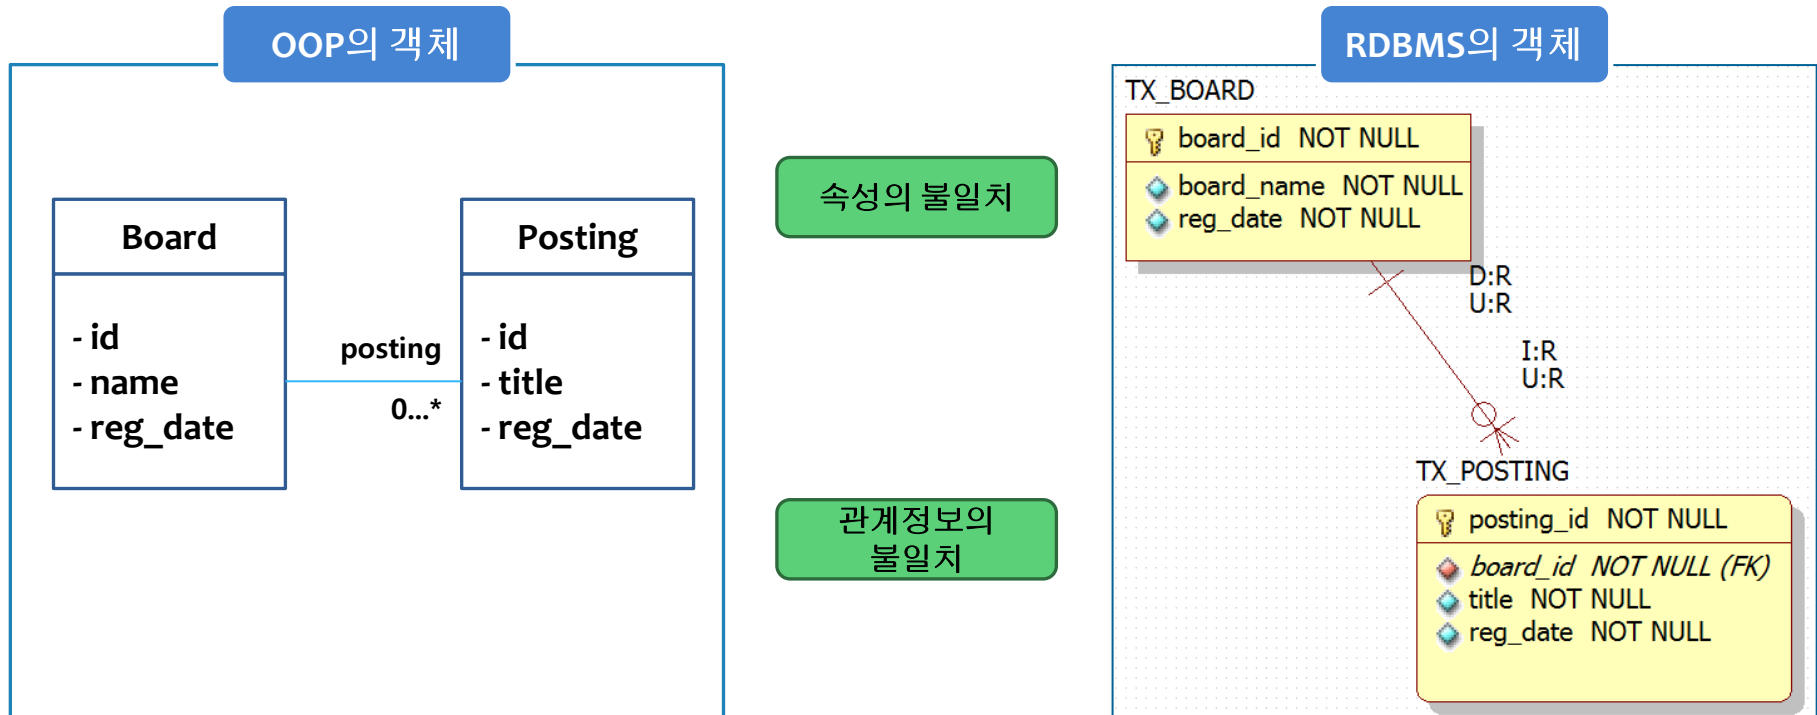 OOP의 객체
Board
- id
- name
- reg_date
posting
0...*
Posting
- id
- title
- reg_date
속성의 불일치
관계정보의
불일치
RDBMS의 객체
TX_BOARD
board_id NOT NULL
board_name NOT NULL
reg_date NOT NULL
D:R
U:R
I:R
U:R
TX_POSTING
posting_id NOT NULL
board_id NOT NULL (FK)
title NOT NULL
reg_date NOT NULL